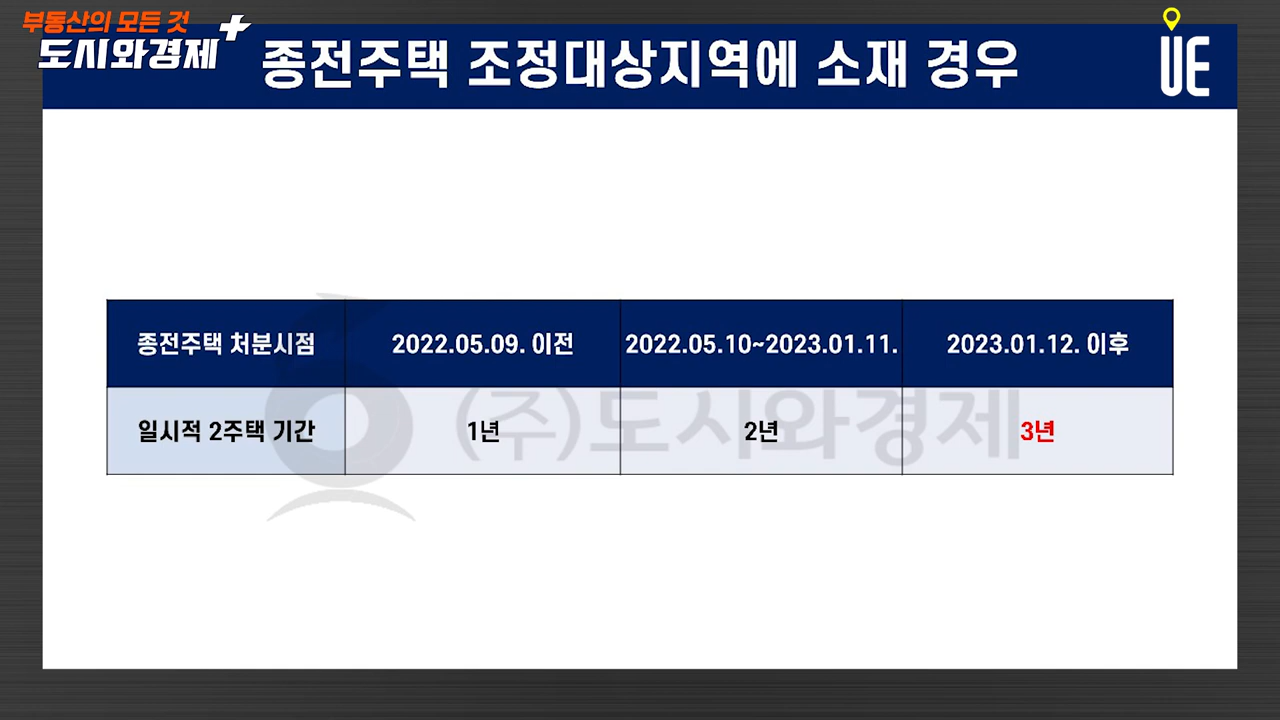 부동산의 모든 것
도시와경제
종전주택 조정대상지역에 소재 경우
UE
종전주택 처분시점
2022.05.09. 이전
2022.05.10~2023.01.11.
2023.01.12. 이후
일시적 2주택 기간
1년
2년
3년
(주)도시와경제